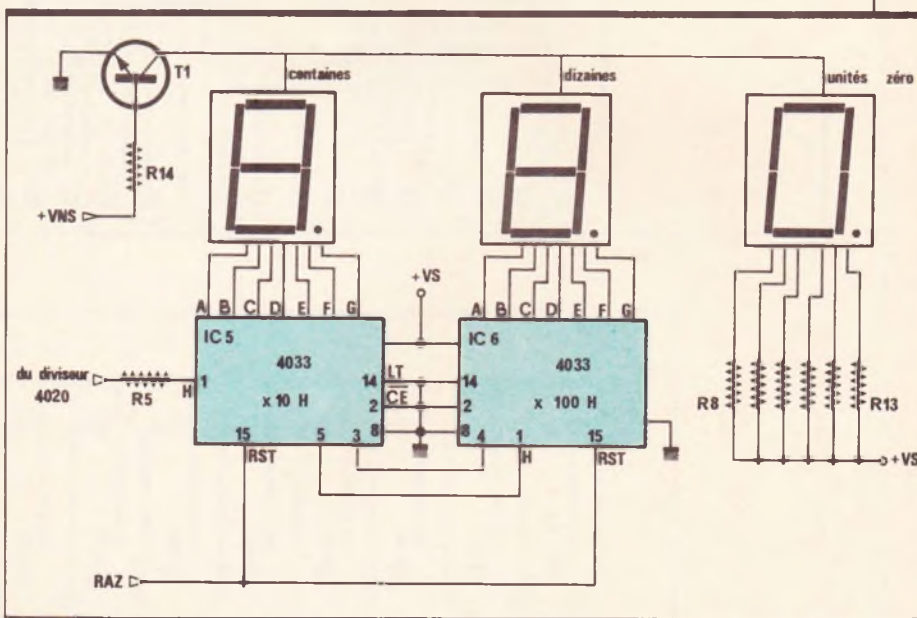 T1
centaines
dizaines
unités zéro
R14
+VNS
+VS
A B C D E F G
A B C D E F G
IC 5
4033
x 10 H
IC 6
4033
x 100 H
du diviseur
4020
R5
H
1
14
LT
14
2
CE
2
8
8
15
5
3
4
1
15
RST
H
RST
R8
R13
+VS
RAZ